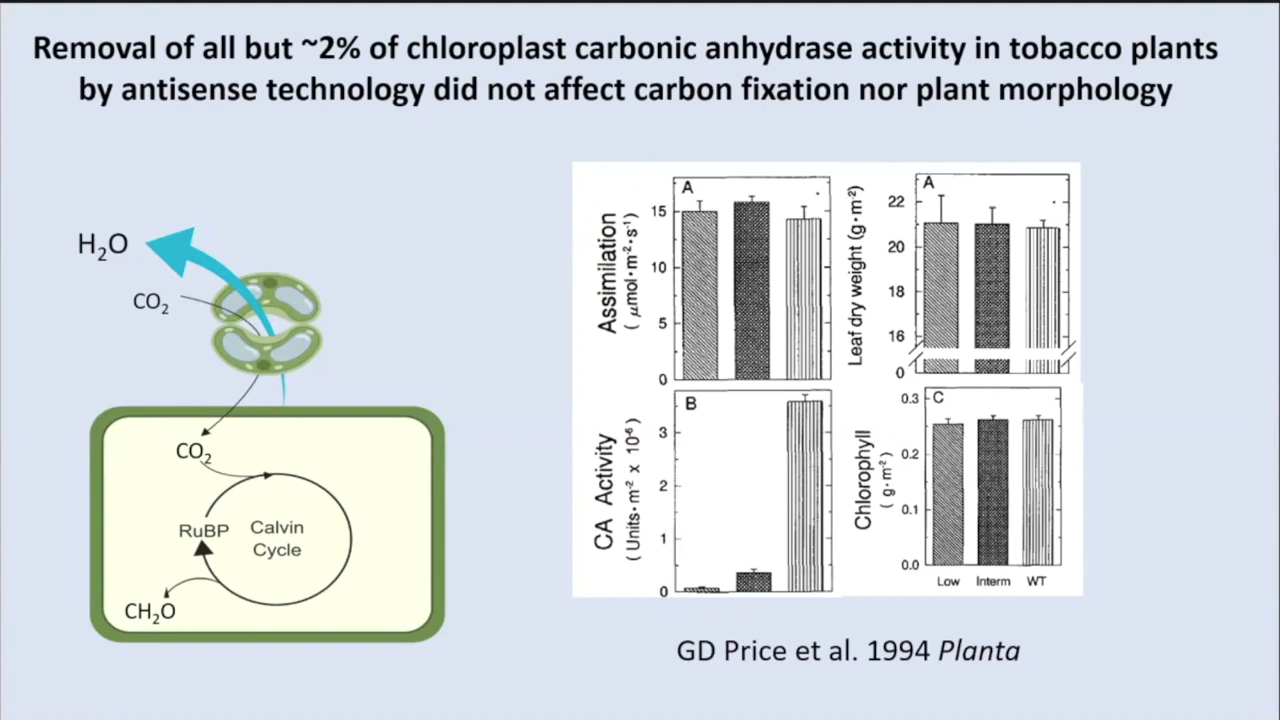 Removal of all but ~2% of chloroplast carbonic anhydrase activity in tobacco plants
by antisense technology did not affect carbon fixation nor plant morphology
H₂O
CO₂
CO₂
RuBP
Calvin
Cycle
CH₂O
A
Assimilation
( μmol·m⁻²·s⁻¹)
15
10
5
0
A
Leaf dry weight (g·m⁻²)
22
20
18
16
0
B
CA Activity
(Units·m⁻² x 10⁻⁶)
3
2
1
0
C
Chlorophyll
( g·m⁻²)
0.3
0.2
0.1
0.0
Low Interm WT
GD Price et al. 1994 Planta